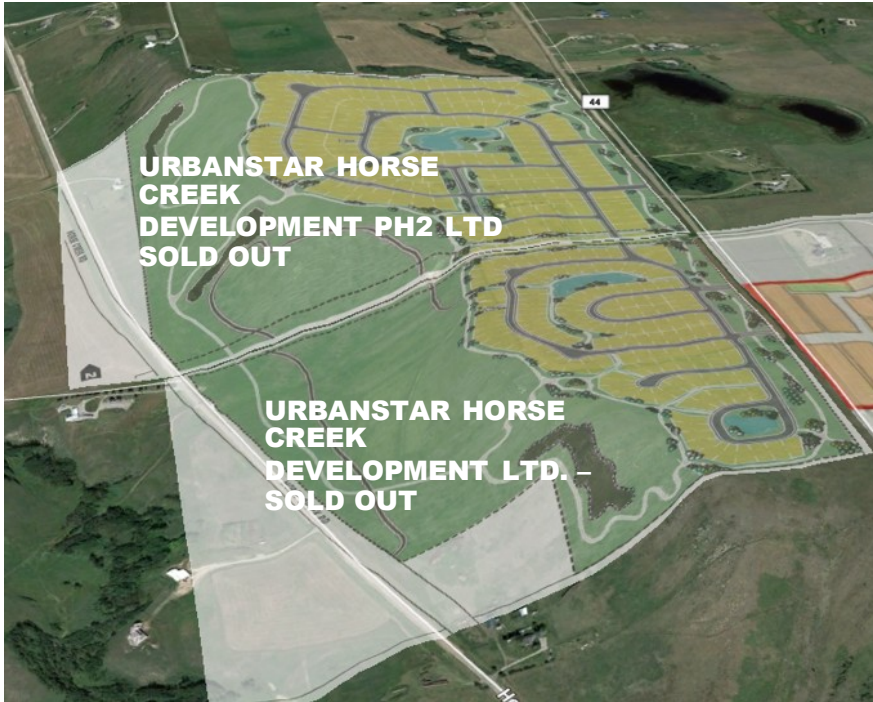 44
URBANSTAR HORSE
CREEK
DEVELOPMENT PH2 LTD
SOLD OUT
URBANSTAR HORSE
CREEK
DEVELOPMENT LTD. –
SOLD OUT